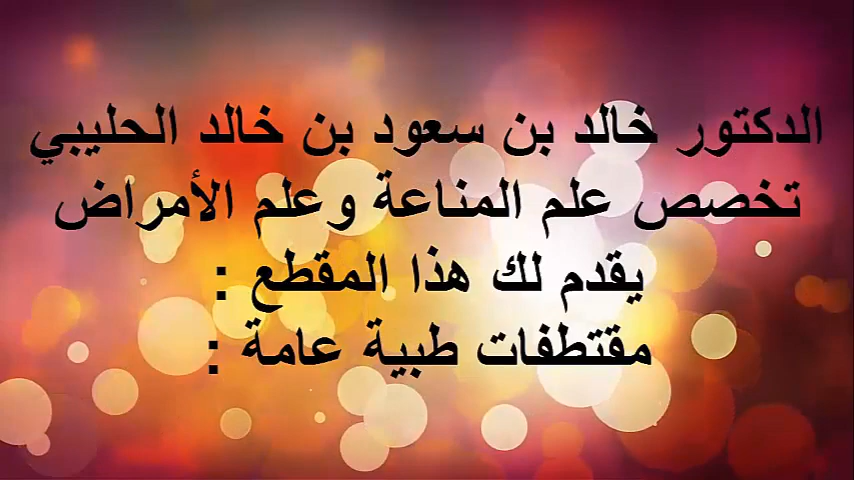 الدكتور خالد بن سعود بن خالد الحليبي
تخصص علم المناعة وعلم الأمراض
يقدم لك هذا المقطع :
مقتطفات طبية عامة :